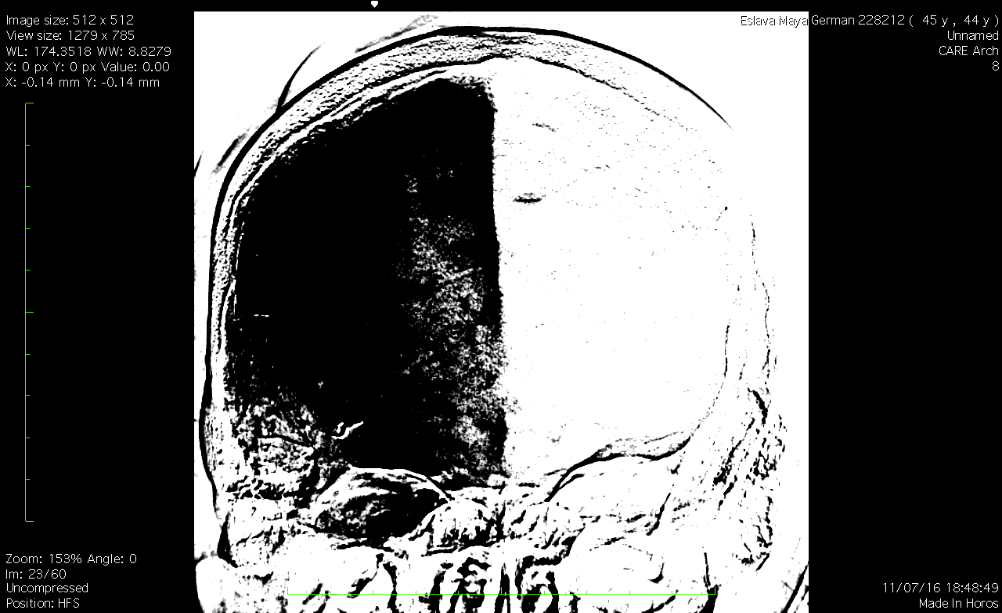 Image size: 512 x 512
View size: 1279 x 785
WL: 174.3518 WW: 8.8279
X: 0 px Y: 0 px Value: 0.00
X: -0.14 mm Y: -0.14 mm
Eslava Maya German 228212 ( 45 y , 44 y )
Unnamed
CARE Arch
8
Zoom: 153% Angle: 0
Im: 23/60
Uncompressed
Position: HFS
11/07/16 18:48:49
Made In Horos